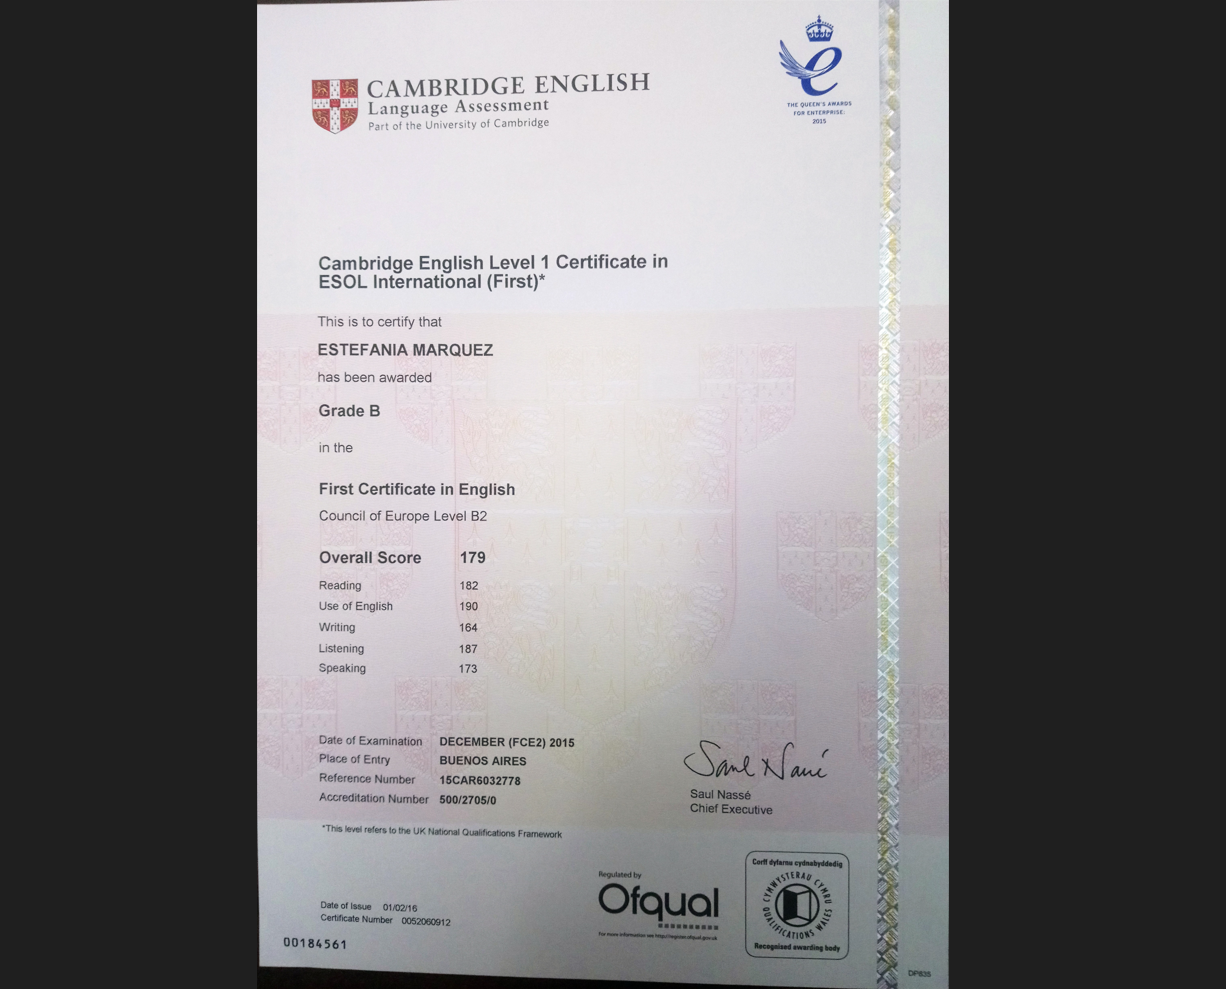 CAMBRIDGE ENGLISH
Language Assessment
Part of the University of Cambridge
THE QUEEN'S AWARDS
FOR ENTERPRISE:
2015
Cambridge English Level 1 Certificate in
ESOL International (First)*
This is to certify that
ESTEFANIA MARQUEZ
has been awarded
Grade B
in the
First Certificate in English
Council of Europe Level B2
Overall Score 179
Reading 182
Use of English 190
Writing 164
Listening 187
Speaking 173
Date of Examination DECEMBER (FCE2) 2015
Place of Entry BUENOS AIRES
Reference Number 15CAR6032778
Accreditation Number 500/2705/0
Saul Nassé
Saul Nassé
Chief Executive
*This level refers to the UK National Qualifications Framework
Date of Issue 01/02/16
Certificate Number 0052060912
00184561
Regulated by
Ofqual
For more information see http://register.ofqual.gov.uk
Corff dyfarnu cydnabyddedig
CYMWYSTERAU CYMRU
QUALIFICATIONS WALES
Recognised awarding body
DP835